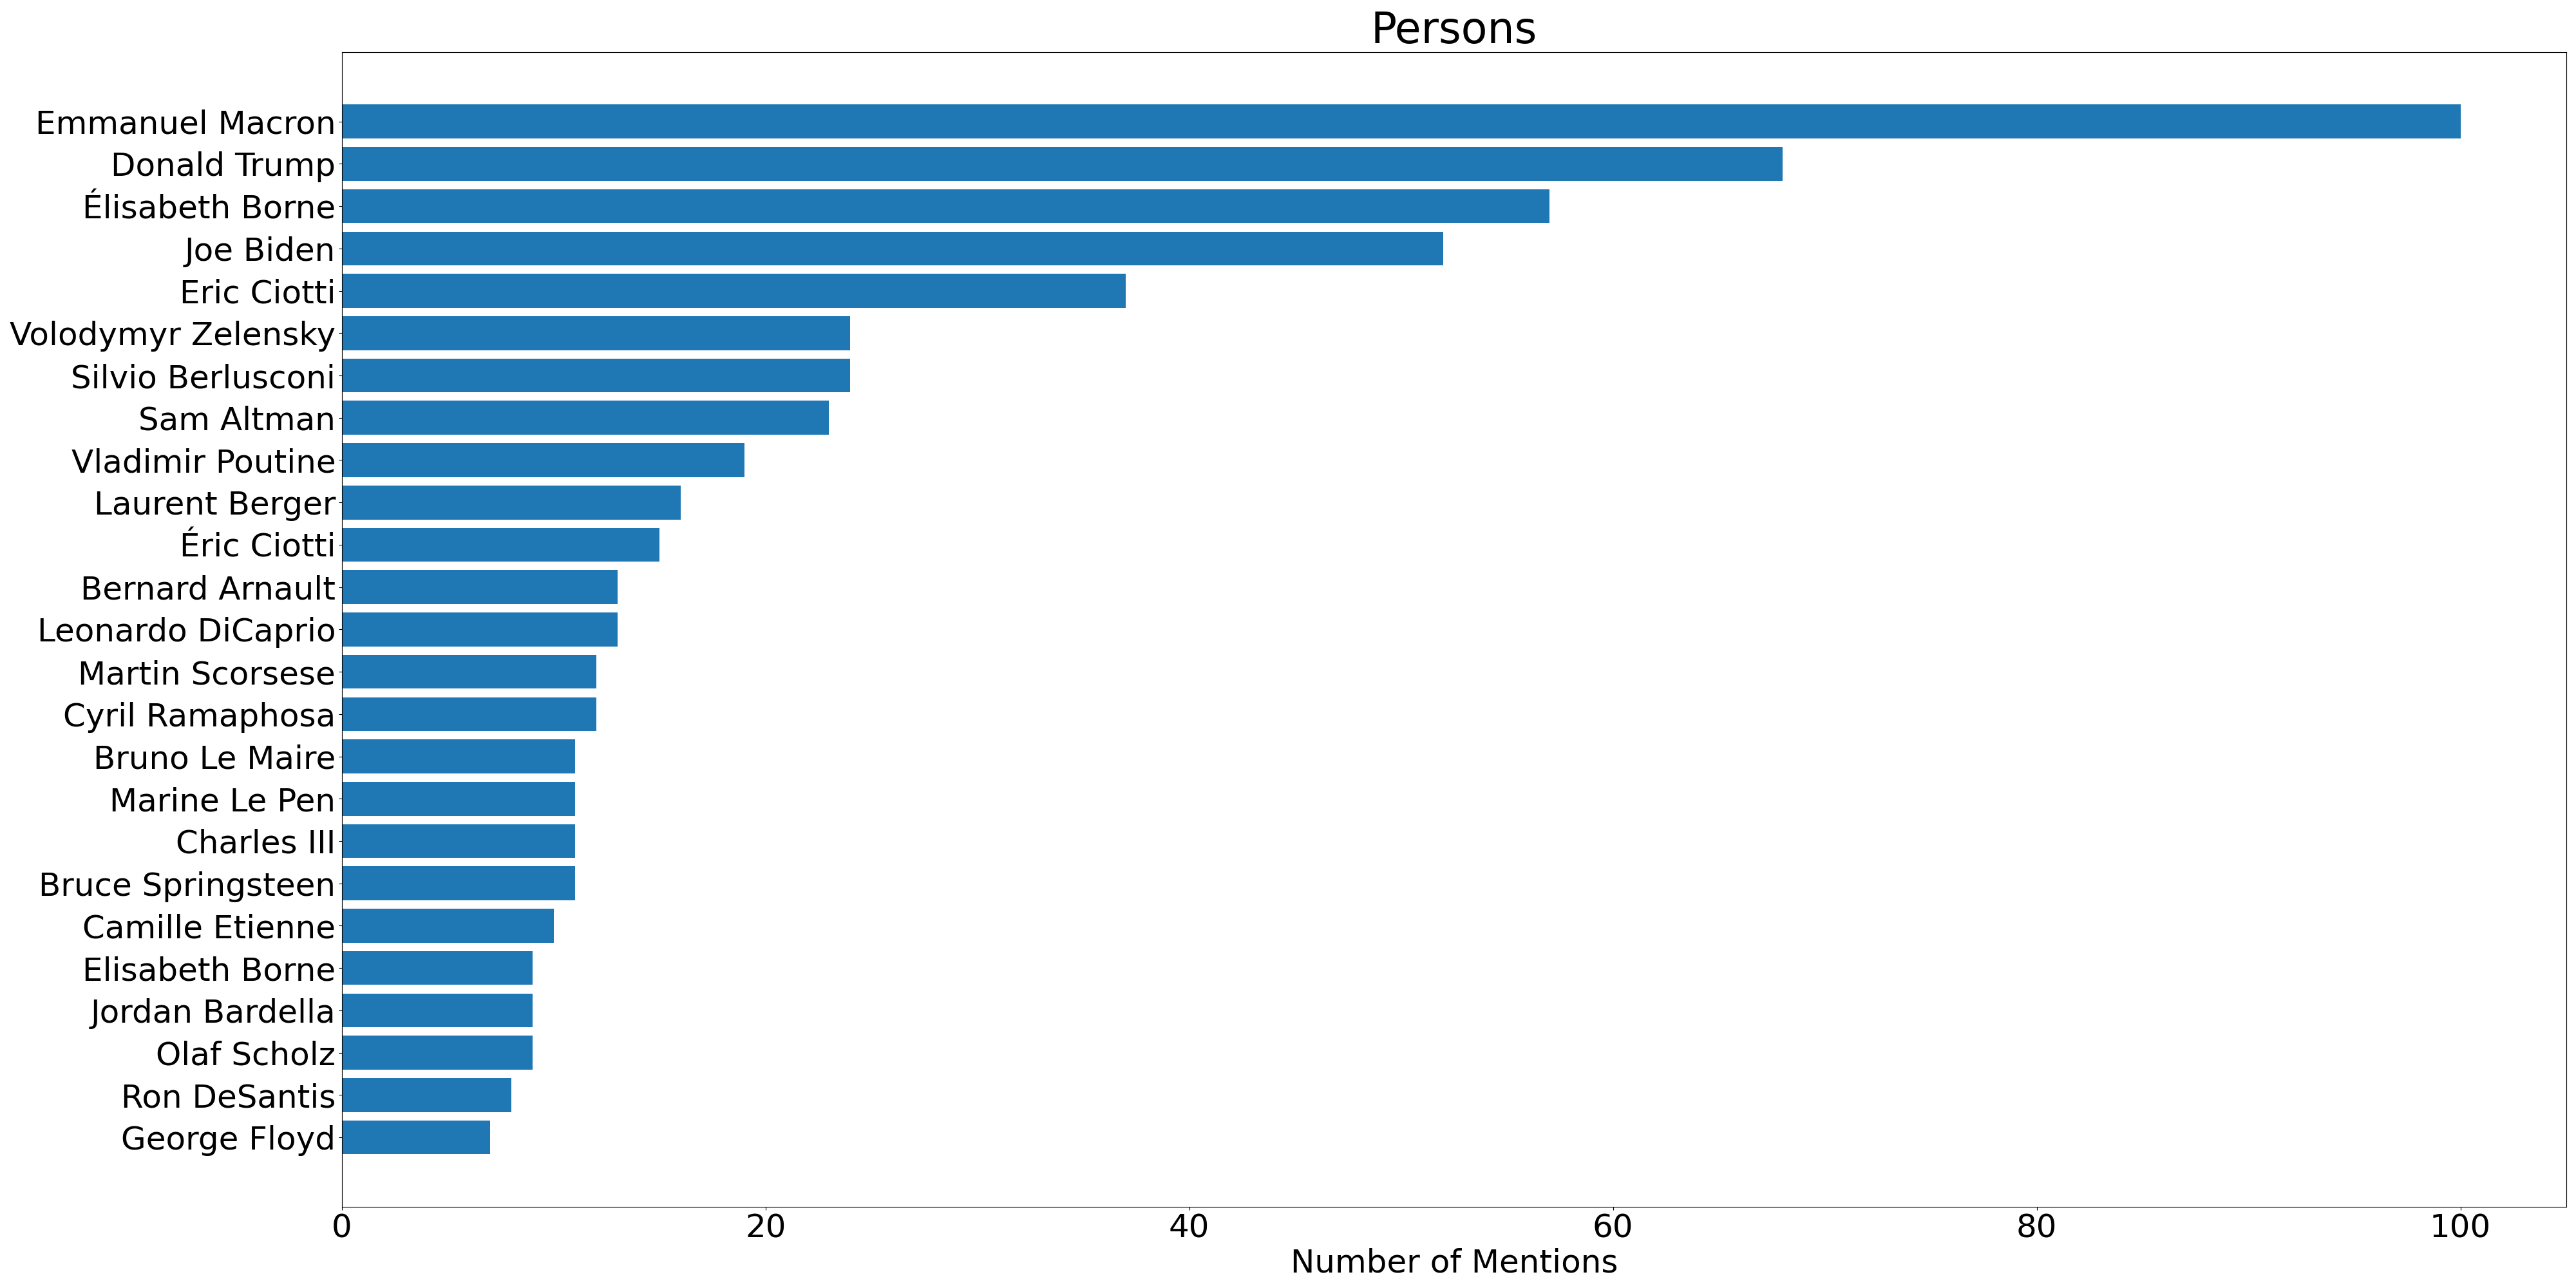 Persons
Emmanuel Macron
Donald Trump
Élisabeth Borne
Joe Biden
Eric Ciotti
Volodymyr Zelensky
Silvio Berlusconi
Sam Altman
Vladimir Poutine
Laurent Berger
Éric Ciotti
Bernard Arnault
Leonardo DiCaprio
Martin Scorsese
Cyril Ramaphosa
Bruno Le Maire
Marine Le Pen
Charles III
Bruce Springsteen
Camille Etienne
Elisabeth Borne
Jordan Bardella
Olaf Scholz
Ron DeSantis
George Floyd
0 20 40 60 80 100
Number of Mentions